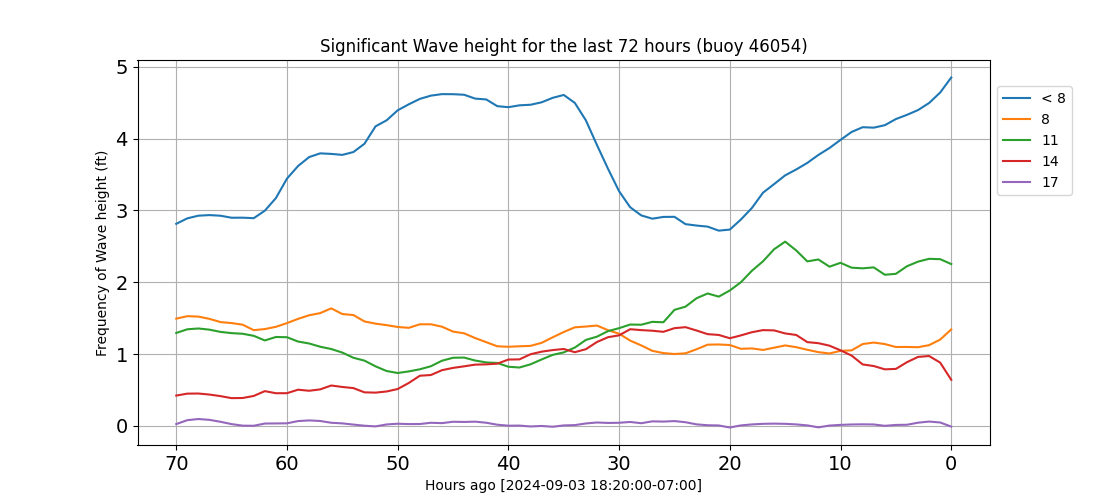 Significant Wave height for the last 72 hours (buoy 46054)
Frequency of Wave height (ft)
5
4
3
2
1
0
70 60 50 40 30 20 10 0
Hours ago [2024-09-03 18:20:00-07:00]
< 8
8
11
14
17